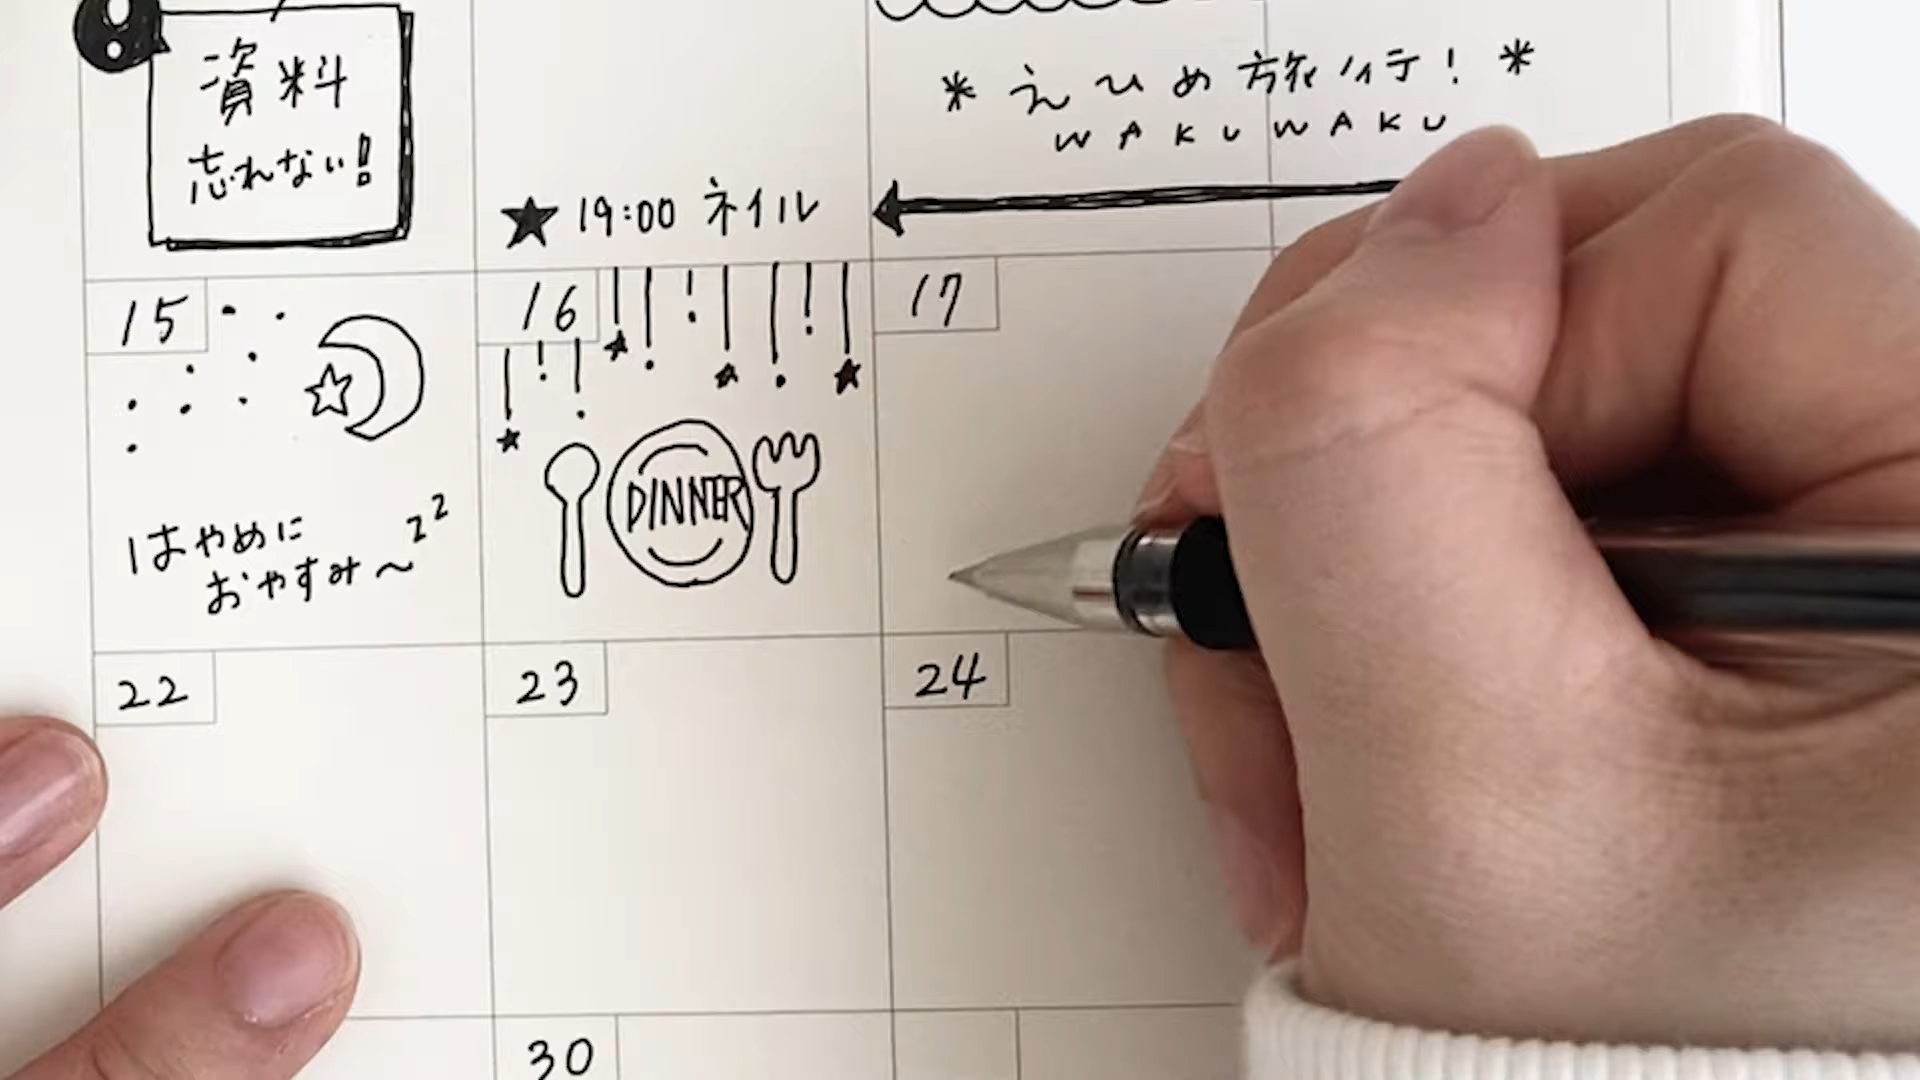 資料
忘れない!
★19:00 ネイル
*えひめ旅行!*
WAKUWAKU
15
はやめに
おやすみ〜zz
16
DINNER
17
22
23
24
30